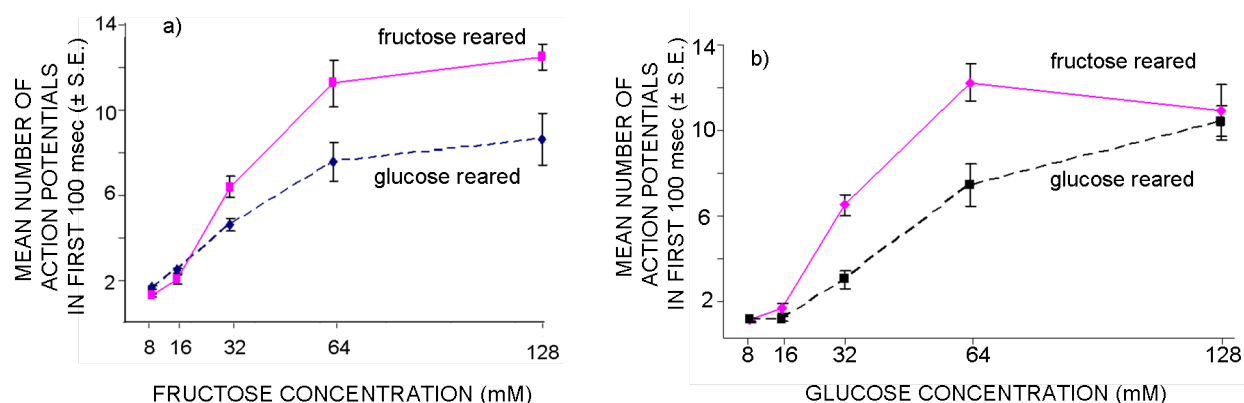 a)
fructose reared
glucose reared
14
10
6
2
8 16 32 64 128
MEAN NUMBER OF
ACTION POTENTIALS
IN FIRST 100 msec (± S.E.)
FRUCTOSE CONCENTRATION (mM)
b)
fructose reared
glucose reared
14
10
6
2
8 16 32 64 128
MEAN NUMBER OF
ACTION POTENTIALS
IN FIRST 100 msec (± S.E.)
GLUCOSE CONCENTRATION (mM)